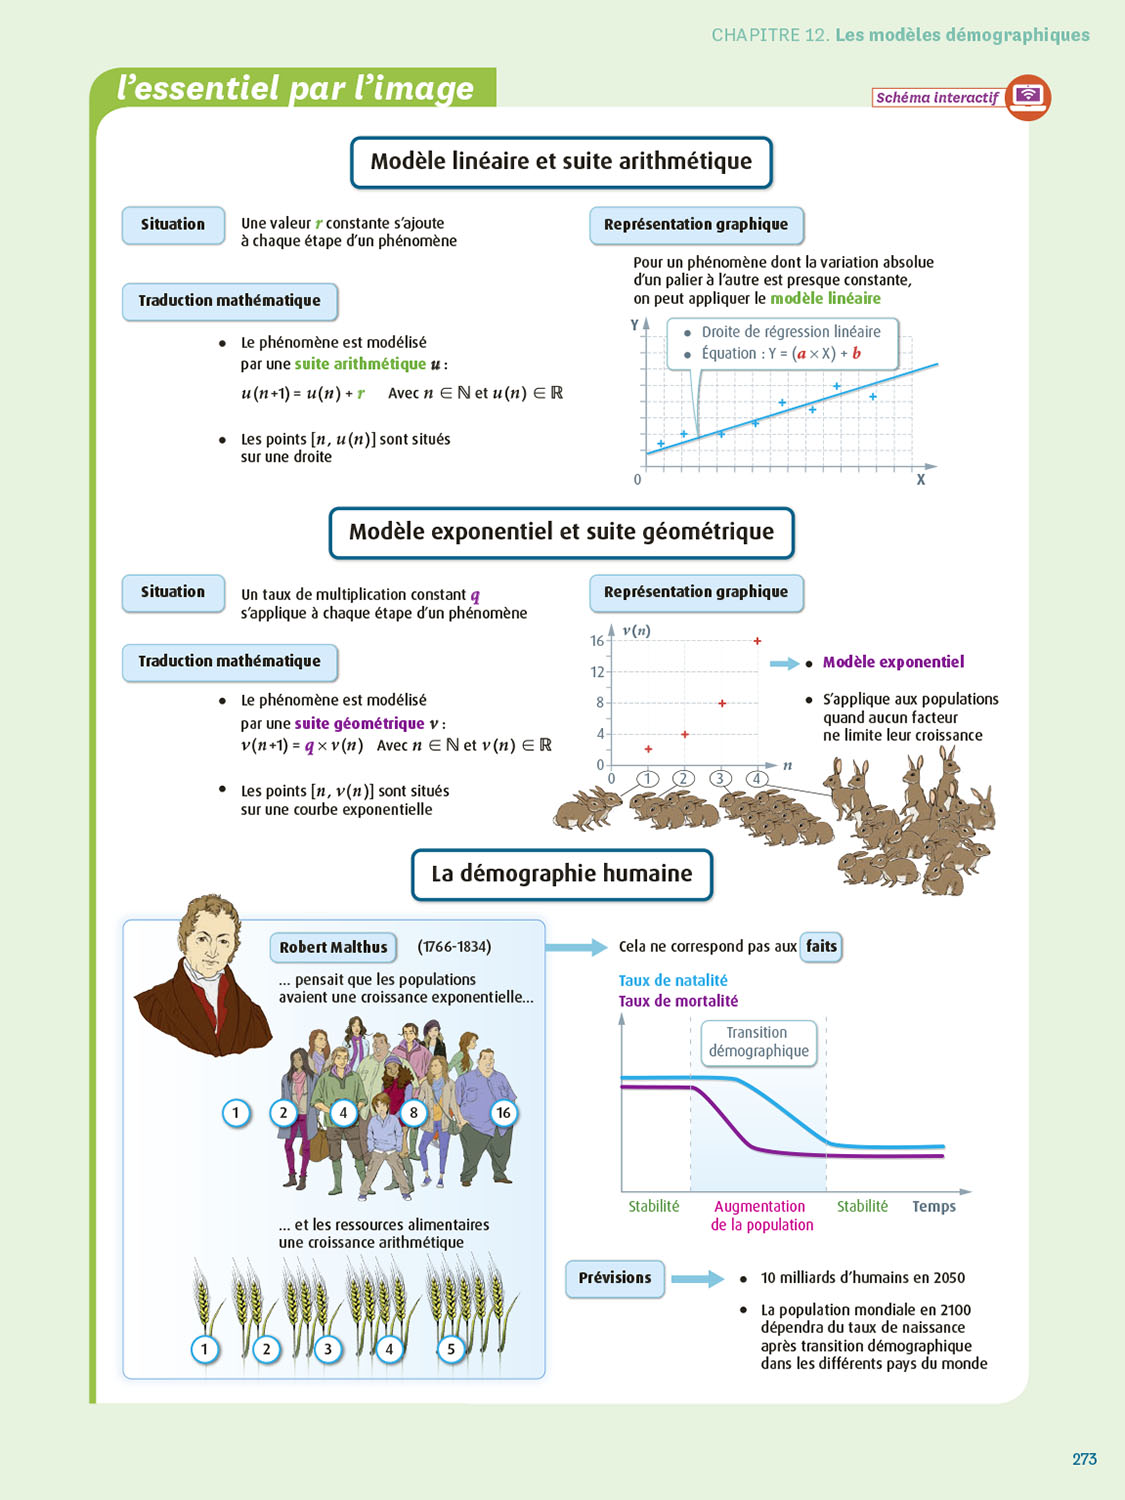 CHAPITRE 12. Les modèles démographiques
l'essentiel par l'image
Schéma interactif
Modèle linéaire et suite arithmétique
Situation
Une valeur r constante s'ajoute
à chaque étape d'un phénomène
Traduction mathématique
• Le phénomène est modélisé
par une suite arithmétique u :
u(n+1) = u(n) + r Avec n ∈ ℕ et u(n) ∈ ℝ
• Les points [n, u(n)] sont situés
sur une droite
Représentation graphique
Pour un phénomène dont la variation absolue
d'un palier à l'autre est presque constante,
on peut appliquer le modèle linéaire
Y
• Droite de régression linéaire
• Équation : Y = (a × X) + b
0
X
Modèle exponentiel et suite géométrique
Situation
Un taux de multiplication constant q
s'applique à chaque étape d'un phénomène
Traduction mathématique
• Le phénomène est modélisé
par une suite géométrique v :
v(n+1) = q × v(n) Avec n ∈ ℕ et v(n) ∈ ℝ
• Les points [n, v(n)] sont situés
sur une courbe exponentielle
Représentation graphique
v(n)
16
12
8
4
0
n
0 1 2 3 4
• Modèle exponentiel
• S'applique aux populations
quand aucun facteur
ne limite leur croissance
La démographie humaine
Robert Malthus (1766-1834)
... pensait que les populations
avaient une croissance exponentielle...
1 2 4 8 16
... et les ressources alimentaires
une croissance arithmétique
1 2 3 4 5
Cela ne correspond pas aux faits
Taux de natalité
Taux de mortalité
Transition
démographique
Stabilité
Augmentation
de la population
Stabilité
Temps
Prévisions
• 10 milliards d'humains en 2050
• La population mondiale en 2100
dépendra du taux de naissance
après transition démographique
dans les différents pays du monde
273